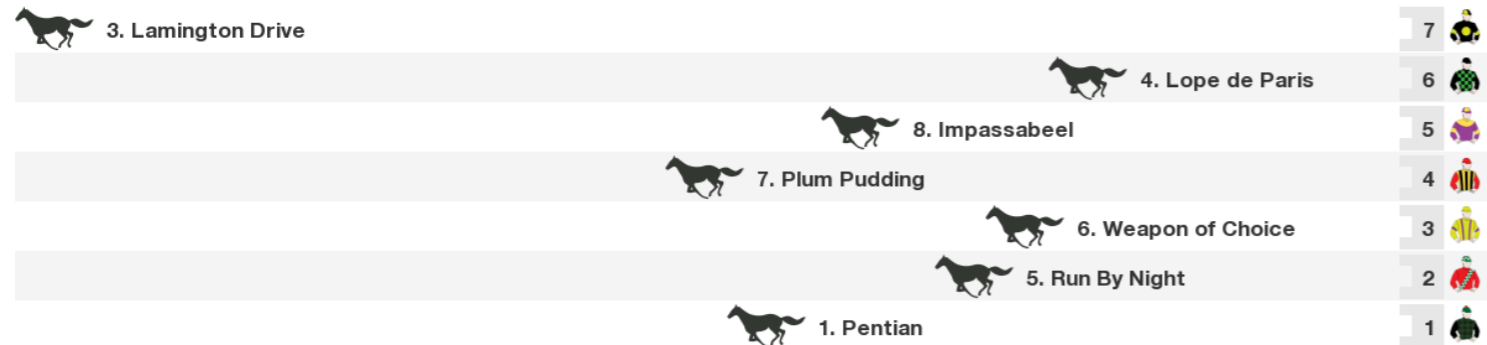 3. Lamington Drive 7
4. Lope de Paris 6
8. Impassabeel 5
7. Plum Pudding 4
6. Weapon of Choice 3
5. Run By Night 2
1. Pentian 1